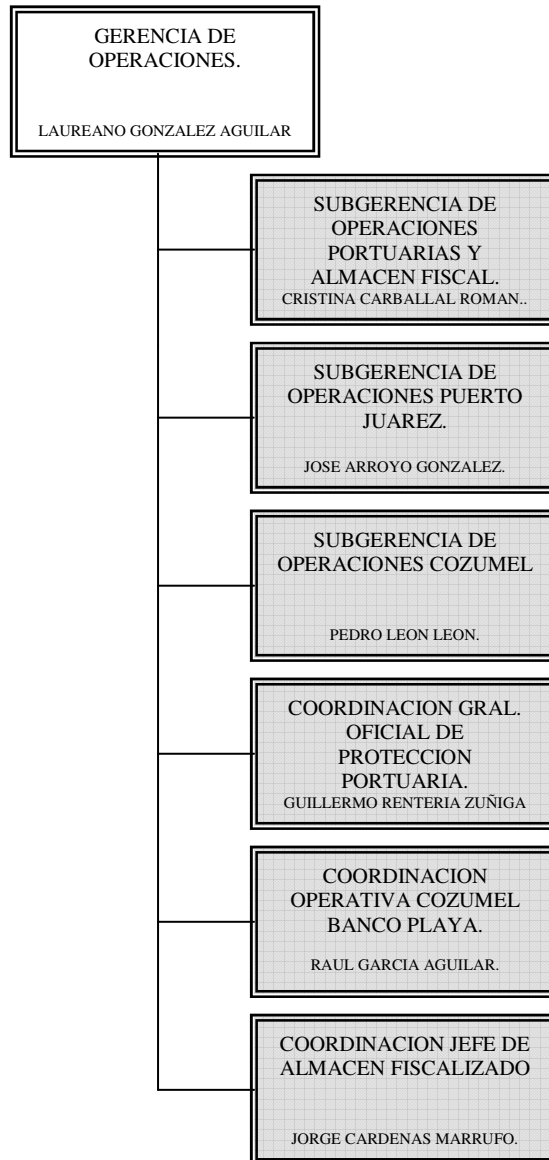 GERENCIA DE
OPERACIONES.
LAUREANO GONZALEZ AGUILAR
SUBGERENCIA DE
OPERACIONES
PORTUARIAS Y
ALMACEN FISCAL.
CRISTINA CARBALLAL ROMAN..
SUBGERENCIA DE
OPERACIONES PUERTO
JUAREZ.
JOSE ARROYO GONZALEZ.
SUBGERENCIA DE
OPERACIONES COZUMEL
PEDRO LEON LEON.
COORDINACION GRAL.
OFICIAL DE
PROTECCION
PORTUARIA.
GUILLERMO RENTERIA ZUÑIGA
COORDINACION
OPERATIVA COZUMEL
BANCO PLAYA.
RAUL GARCIA AGUILAR.
COORDINACION JEFE DE
ALMACEN FISCALIZADO
JORGE CARDENAS MARRUFO.